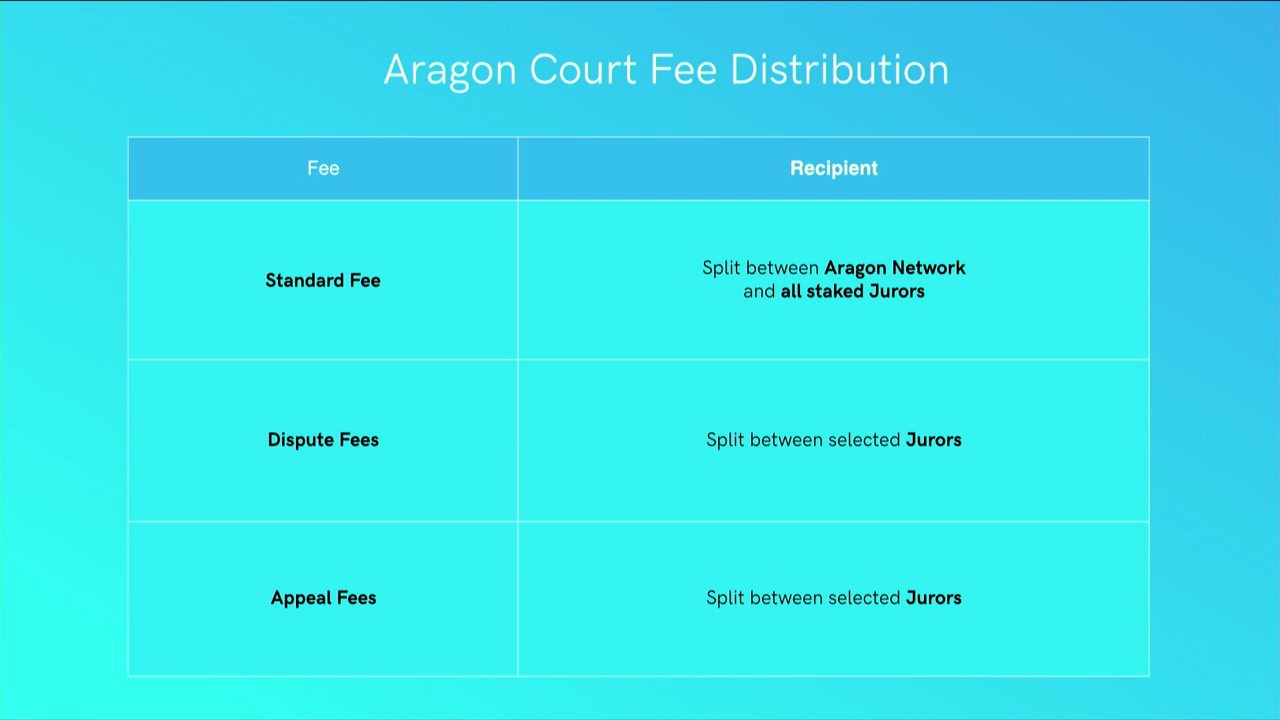 Aragon Court Fee Distribution
Fee
Recipient
Standard Fee
Split between Aragon Network
and all staked Jurors
Dispute Fees
Split between selected Jurors
Appeal Fees
Split between selected Jurors